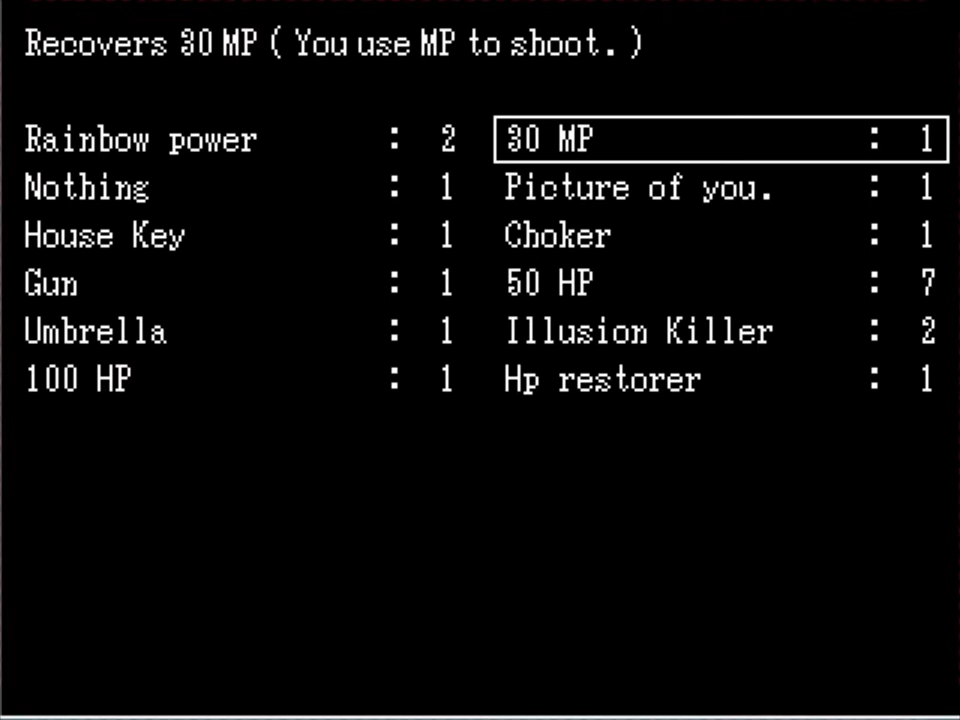 Recovers 30 MP ( You use MP to shoot. )
Rainbow power : 2 30 MP : 1
Nothing : 1 Picture of you. : 1
House Key : 1 Choker : 1
Gun : 1 50 HP : 7
Umbrella : 1 Illusion Killer : 2
100 HP : 1 Hp restorer : 1